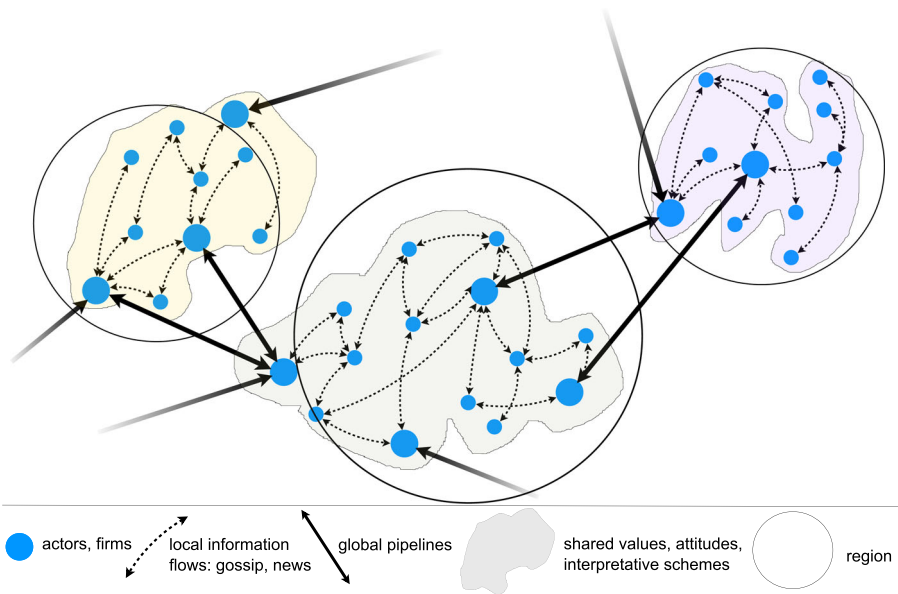 actors, firms
local information
flows: gossip, news
global pipelines
shared values, attitudes,
interpretative schemes
region